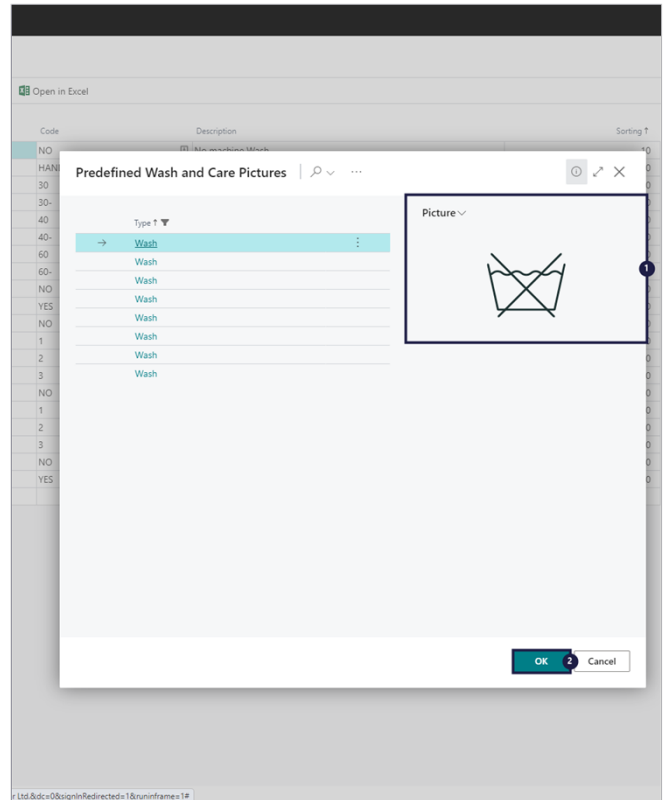 Open in Excel
Code Description Sorting ↑
NO No machine Wash 10
HAN
Predefined Wash and Care Pictures
30
30-
Type ↑
Picture
40
→ Wash
40-
Wash
60
1
60-
Wash
NO
Wash
YES
Wash
NO
1
Wash
2
Wash
3
Wash
NO
1
2
3
NO
YES
OK 2 Cancel
r Ltd.&dc=0&signInRedirected=1&runinframe=1#